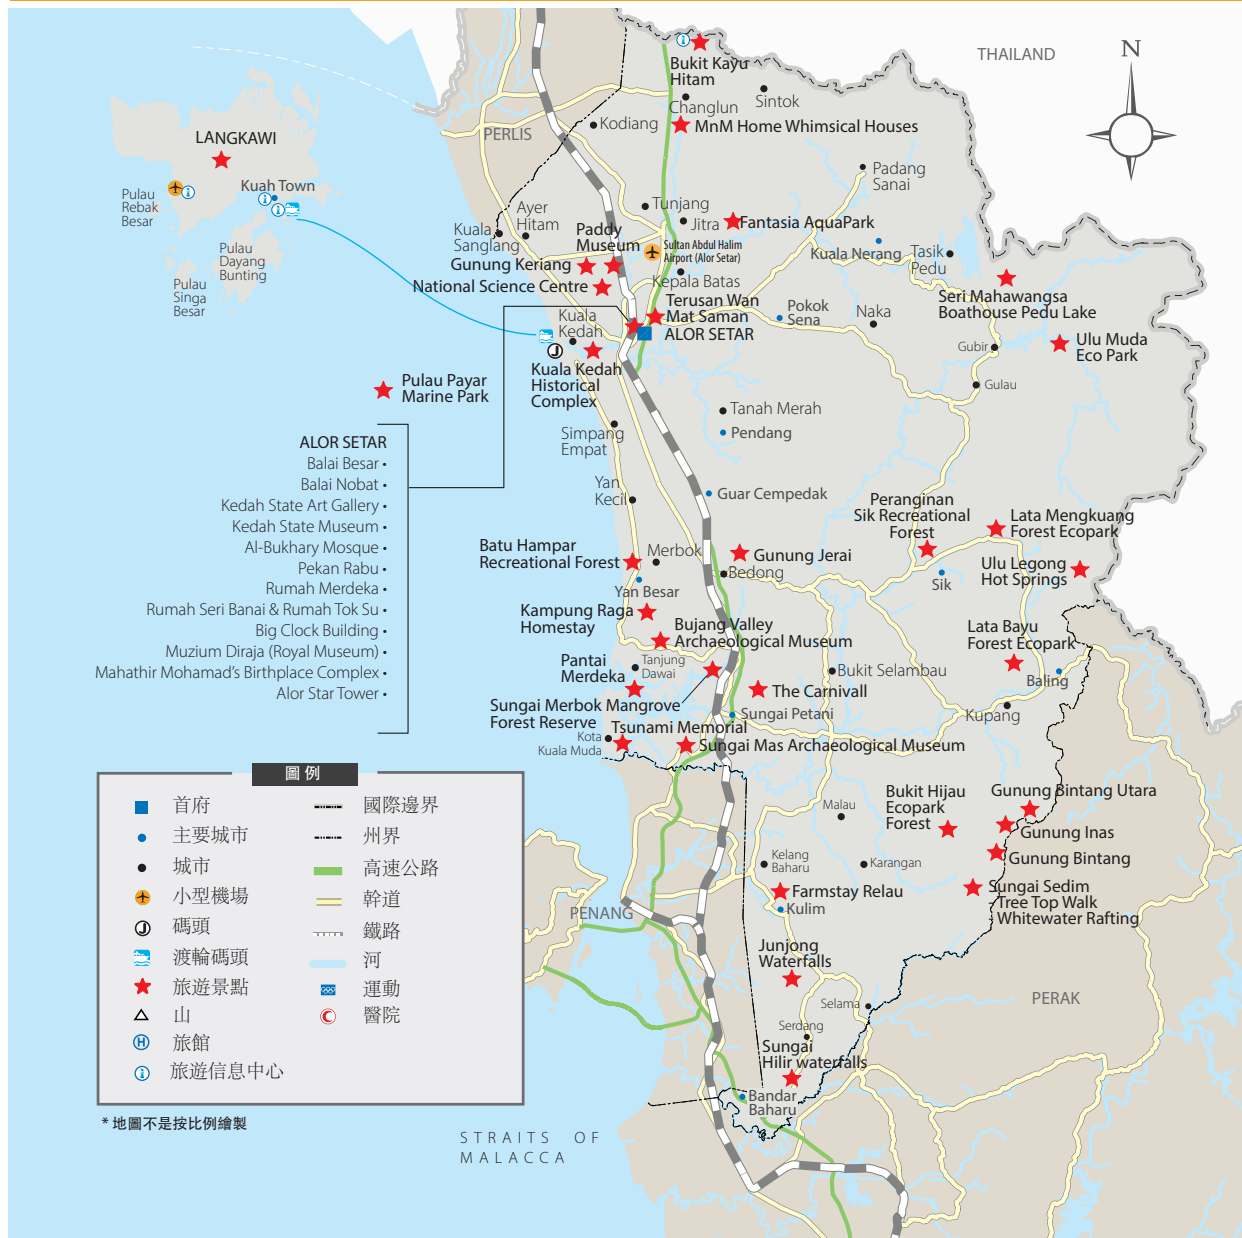 THAILAND
N
Bukit Kayu
Hitam
Changlun
Sintok
Kodiang
MnM Home Whimsical Houses
PERLIS
LANGKAWI
Kuah Town
Pulau
Rebak
Besar
Pulau
Dayang
Bunting
Pulau
Singa
Besar
Padang
Sanai
Ayer
Hitam
Kuala
Sanglang
Tunjang
Jitra
Fantasia AquaPark
Paddy
Museum
Sultan Abdul Halim
Airport (Alor Setar)
Kuala Nerang
Tasik
Pedu
Gunung Keriang
National Science Centre
Kepala Batas
Terusan Wan
Mat Saman
ALOR SETAR
Pokok
Sena
Naka
Seri Mahawangsa
Boathouse Pedu Lake
Kuala
Kedah
Gubir
Ulu Muda
Eco Park
Kuala Kedah
Historical
Complex
Gulau
Pulau Payar
Marine Park
Tanah Merah
Pendang
Simpang
Empat
ALOR SETAR
Balai Besar •
Balai Nobat •
Kedah State Art Gallery •
Kedah State Museum •
Al-Bukhary Mosque •
Pekan Rabu •
Rumah Merdeka •
Rumah Seri Banai & Rumah Tok Su •
Big Clock Building •
Muzium Diraja (Royal Museum) •
Mahathir Mohamad’s Birthplace Complex •
Alor Star Tower •
Yan
Kecil
Guar Cempedak
Peranginan
Sik Recreational
Forest
Lata Mengkuang
Forest Ecopark
Batu Hampar
Recreational Forest
Merbok
Gunung Jerai
Bedong
Ulu Legong
Hot Springs
Sik
Yan Besar
Kampung Raga
Homestay
Bujang Valley
Archaeological Museum
Lata Bayu
Forest Ecopark
Pantai
Merdeka
Tanjung
Dawai
Bukit Selambau
Baling
The Carnivall
Sungai Merbok Mangrove
Forest Reserve
Sungai Petani
Kupang
Tsunami Memorial
Kota
Kuala Muda
Sungai Mas Archaeological Museum
Bukit Hijau
Ecopark
Forest
Gunung Bintang Utara
Malau
Gunung Inas
Kelang
Baharu
Karangan
Gunung Bintang
Farmstay Relau
Kulim
Sungai Sedim
Tree Top Walk
Whitewater Rafting
PENANG
Junjong
Waterfalls
PERAK
Selama
Serdang
Sungai
Hilir waterfalls
Bandar
Baharu
圖例
首府
主要城市
城市
小型機場
碼頭
渡輪碼頭
旅遊景點
山
旅館
旅遊信息中心
國際邊界
州界
高速公路
幹道
鐵路
河
運動
醫院
* 地圖不是按比例繪製
STRAITS OF
MALACCA